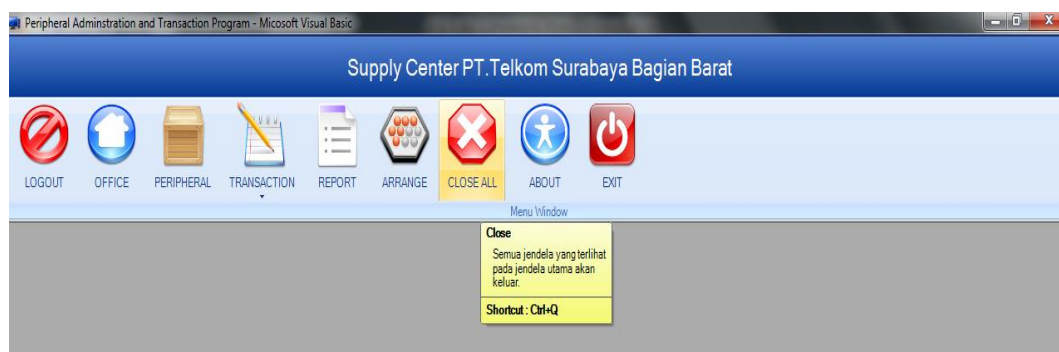 Peripheral Adminstration and Transaction Program - Micosoft Visual Basic
Supply Center PT.Telkom Surabaya Bagian Barat
LOGOUT OFFICE PERIPHERAL TRANSACTION REPORT ARRANGE CLOSE ALL ABOUT EXIT
Menu Window
Close
Semua jendela yang terlihat
pada jendela utama akan
keluar.
Shortcut : Ctrl+Q